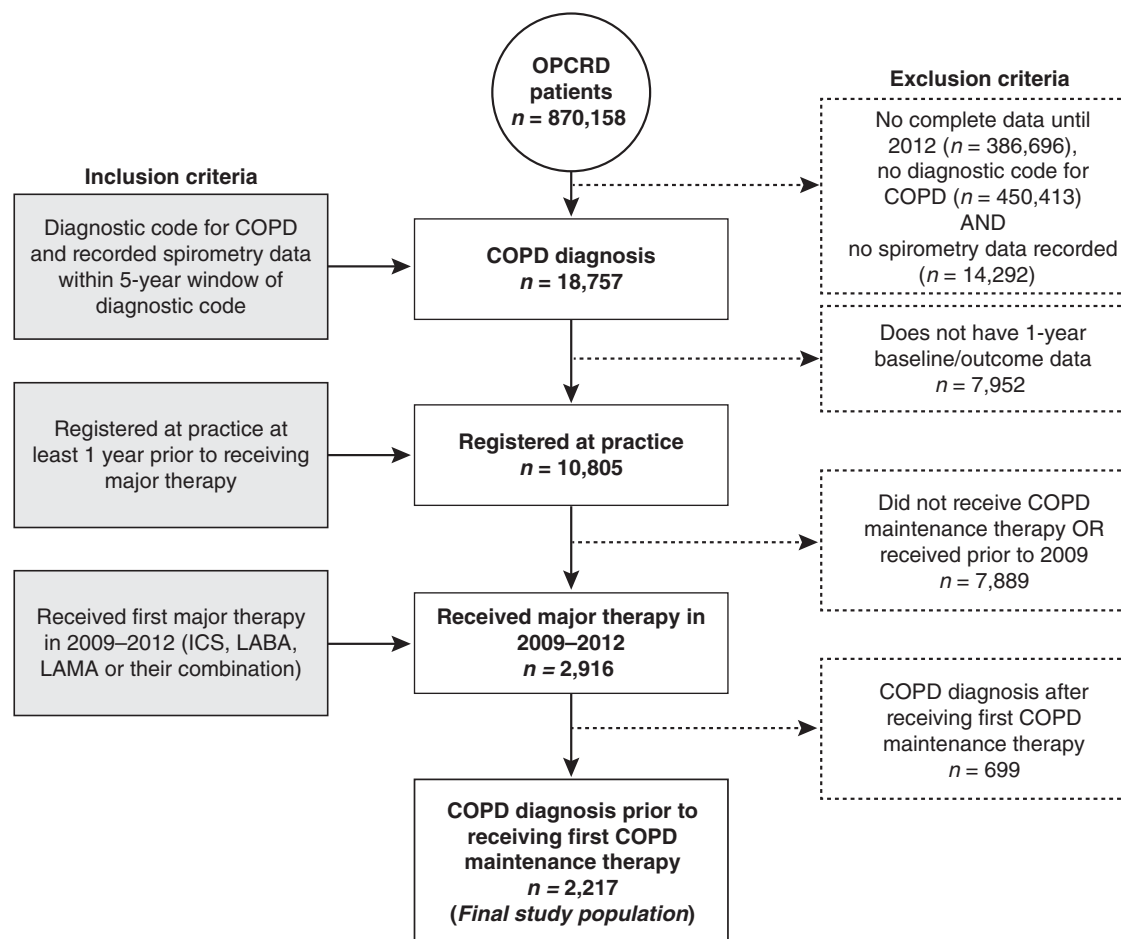 OPCRD
patients
n = 870,158
Exclusion criteria
No complete data until
2012 (n = 386,696),
no diagnostic code for
COPD (n = 450,413)
AND
no spirometry data recorded
(n = 14,292)
Inclusion criteria
Diagnostic code for COPD
and recorded spirometry data
within 5-year window of
diagnostic code
COPD diagnosis
n = 18,757
Does not have 1-year
baseline/outcome data
n = 7,952
Registered at practice at
least 1 year prior to receiving
major therapy
Registered at practice
n = 10,805
Did not receive COPD
maintenance therapy OR
received prior to 2009
n = 7,889
Received first major therapy
in 2009–2012 (ICS, LABA,
LAMA or their combination)
Received major therapy in
2009–2012
n = 2,916
COPD diagnosis after
receiving first COPD
maintenance therapy
n = 699
COPD diagnosis prior to
receiving first COPD
maintenance therapy
n = 2,217
(Final study population)